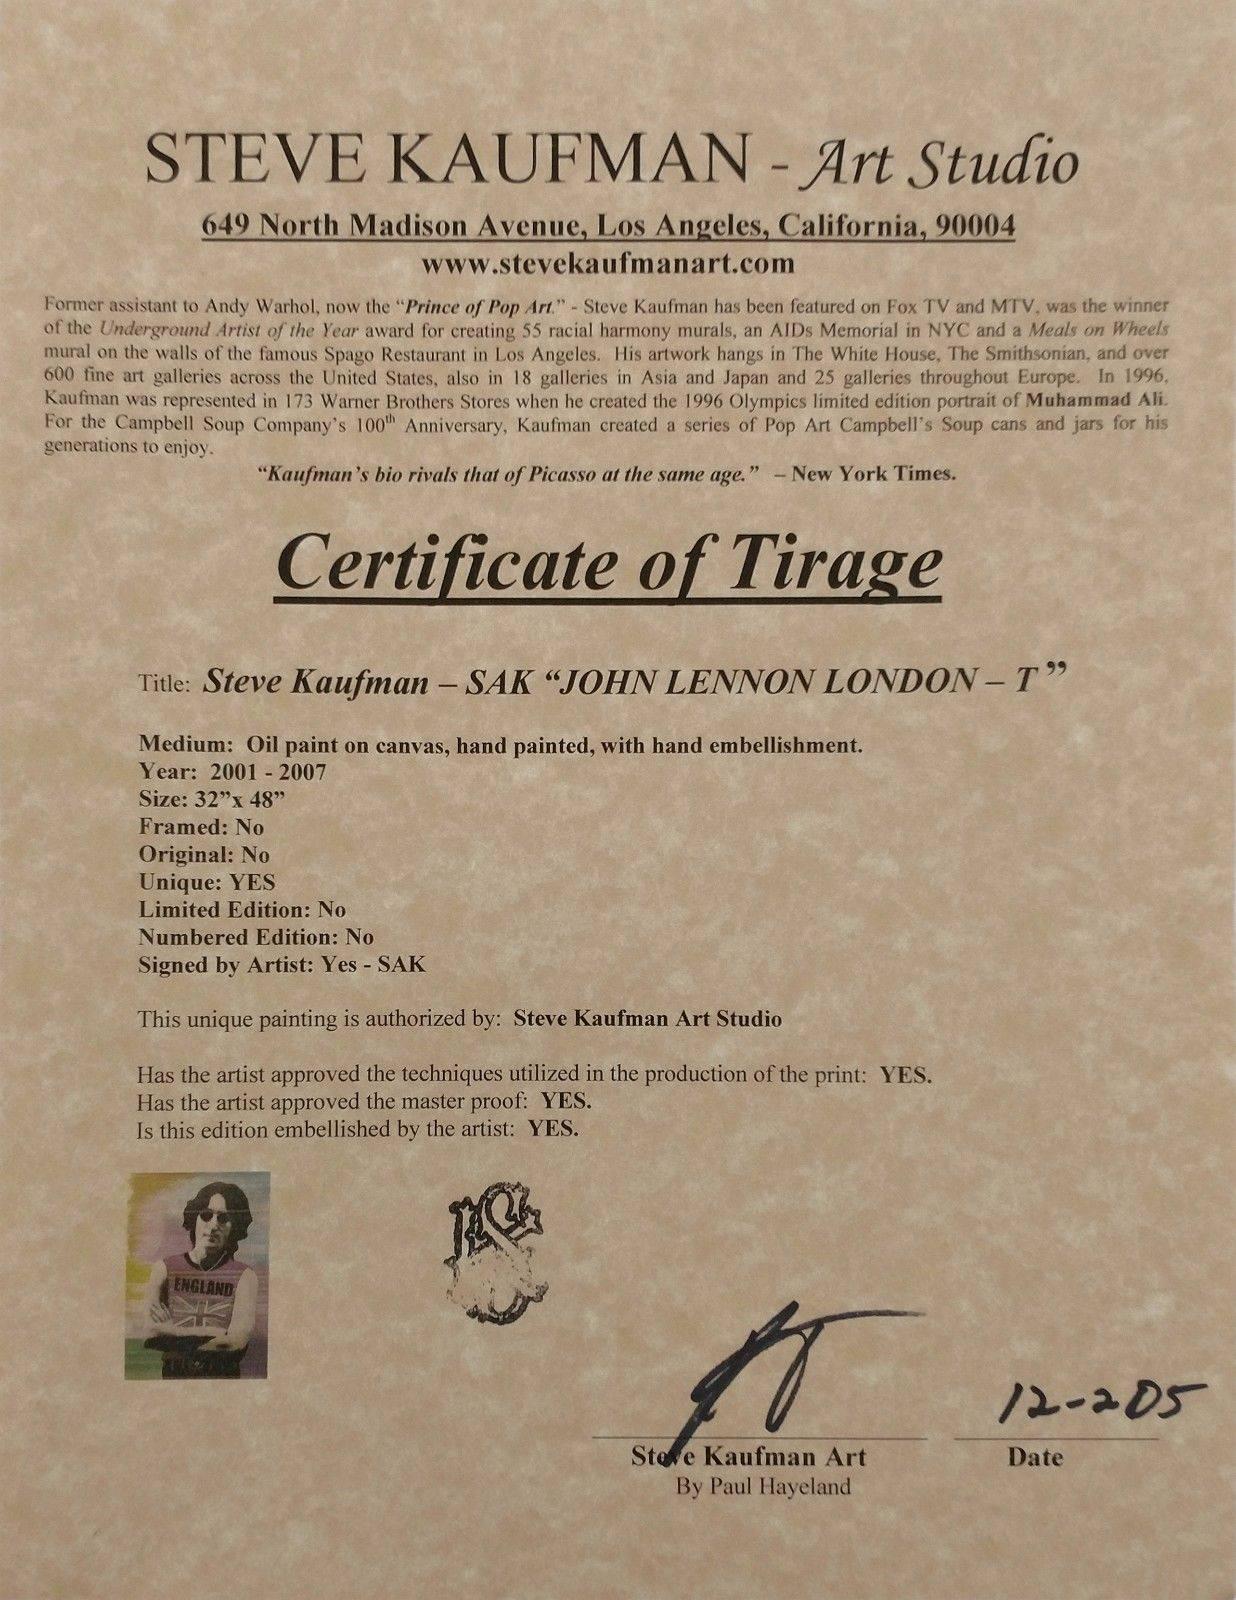 STEVE KAUFMAN - Art Studio
649 North Madison Avenue, Los Angeles, California, 90004
www.stevekaufmanart.com
Former assistant to Andy Warhol, now the “Prince of Pop Art.” - Steve Kaufman has been featured on Fox TV and MTV, was the winner
of the Underground Artist of the Year award for creating 55 racial harmony murals, an AIDs Memorial in NYC and a Meals on Wheels
mural on the walls of the famous Spago Restaurant in Los Angeles. His artwork hangs in The White House, The Smithsonian, and over
600 fine art galleries across the United States, also in 18 galleries in Asia and Japan and 25 galleries throughout Europe. In 1996,
Kaufman was represented in 173 Warner Brothers Stores when he created the 1996 Olympics limited edition portrait of Muhammad Ali.
For the Campbell Soup Company’s 100th Anniversary, Kaufman created a series of Pop Art Campbell’s Soup cans and jars for his
generations to enjoy.
“Kaufman’s bio rivals that of Picasso at the same age.” – New York Times.
Certificate of Tirage
Title: Steve Kaufman – SAK “JOHN LENNON LONDON – T”
Medium: Oil paint on canvas, hand painted, with hand embellishment.
Year: 2001 - 2007
Size: 32”x 48”
Framed: No
Original: No
Unique: YES
Limited Edition: No
Numbered Edition: No
Signed by Artist: Yes - SAK
This unique painting is authorized by: Steve Kaufman Art Studio
Has the artist approved the techniques utilized in the production of the print: YES.
Has the artist approved the master proof: YES.
Is this edition embellished by the artist: YES.
ENGLAND
12-205
Steve Kaufman Art
Date
By Paul Hayeland